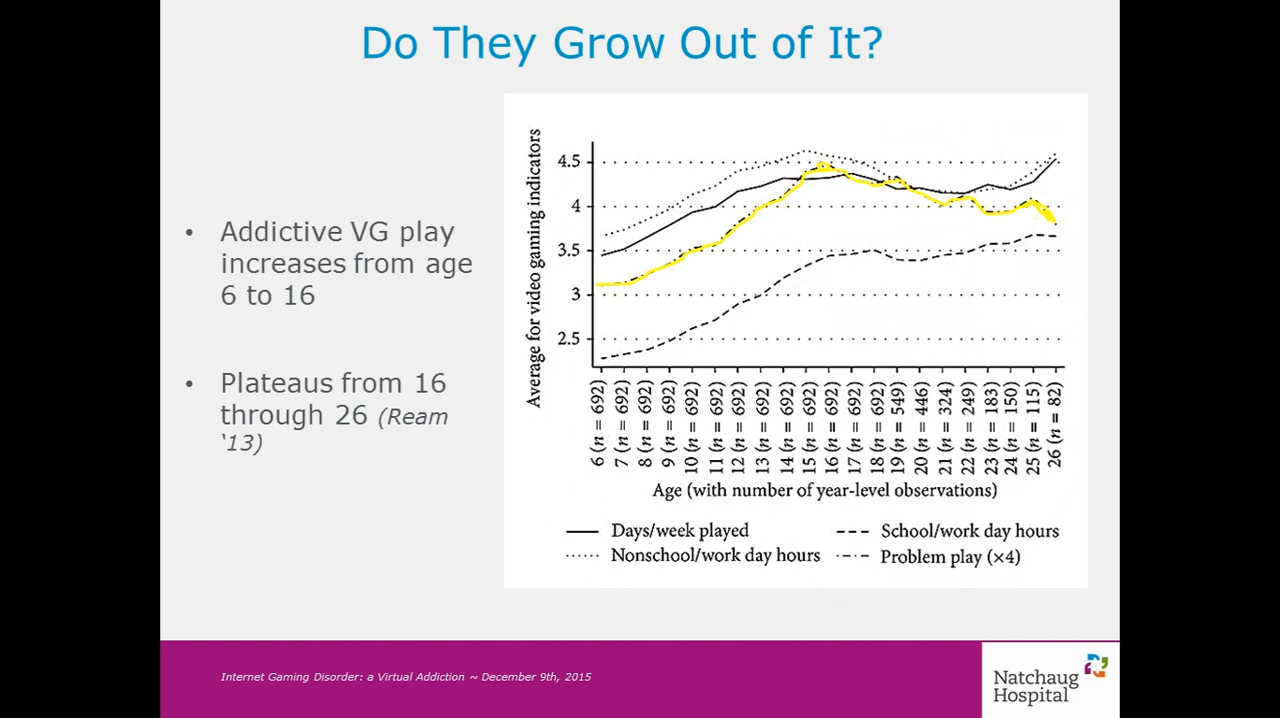 Do They Grow Out of It?
• Addictive VG play
increases from age
6 to 16
• Plateaus from 16
through 26 (Ream
‘13)
Average for video gaming indicators
4.5
4
3.5
3
2.5
6 (n = 692)
7 (n = 692)
8 (n = 692)
9 (n = 692)
10 (n = 692)
11 (n = 692)
12 (n = 692)
13 (n = 692)
14 (n = 692)
15 (n = 692)
16 (n = 692)
17 (n = 692)
18 (n = 692)
19 (n = 549)
20 (n = 446)
21 (n = 324)
22 (n = 249)
23 (n = 183)
24 (n = 150)
25 (n = 115)
26 (n = 82)
Age (with number of year-level observations)
Days/week played
Nonschool/work day hours
School/work day hours
Problem play (×4)
Internet Gaming Disorder: a Virtual Addiction ~ December 9th, 2015
Natchaug
Hospital